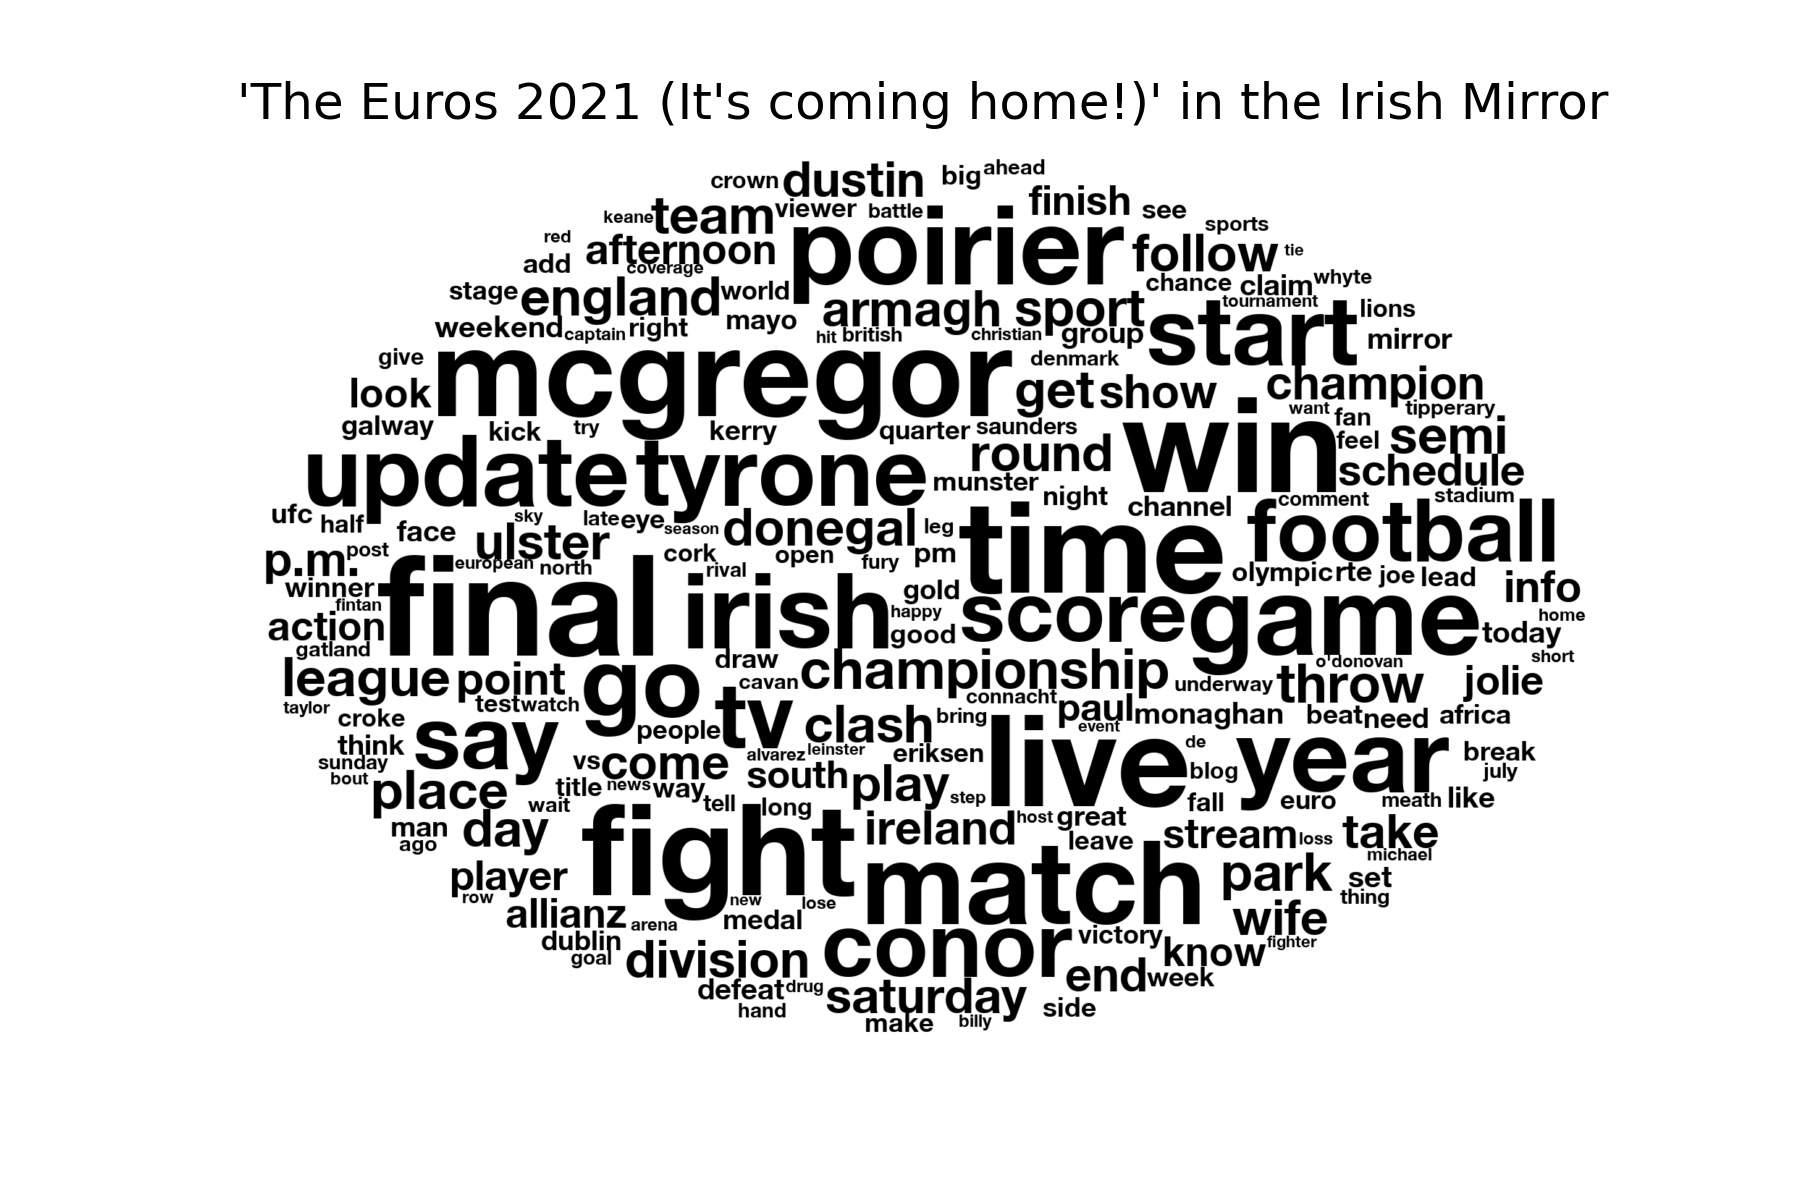 'The Euros 2021 (It's coming home!)' in the Irish Mirror
crown dustin big ahead
keane team viewer battle finish see
red afternoon poirier follow sports tie
add coverage chance claim whyte
stage england world armagh sport tournament start lions
weekend captain right mayo hit british christian group mirror
give mcgregor denmark
look get show champion
galway kick try kerry quarter saunders win want fan tipperary
update tyrone round feel semi
munster schedule
ufc half face sky late eye season donegal leg night channel comment stadium
ulster time football
p.m. post european north cork rival open fury pm
winner final irish gold olympic rte joe lead info
fintan happy score game home
action good today
gatland draw championship o'donovan short
league point go cavan connacht underway throw jolie
taylor test watch tv clash bring paul monaghan beat need africa
croke say people event
think alvarez leinster eriksen live de year break
sunday vs come south blog july
bout place title news way play step
wait tell long fall euro meath like
man day fight ireland host great stream loss take
ago leave michael
player match park set
row new lose thing
allianz arena medal wife
dublin conor victory know fighter
goal division end week
defeat drug saturday side
hand make billy